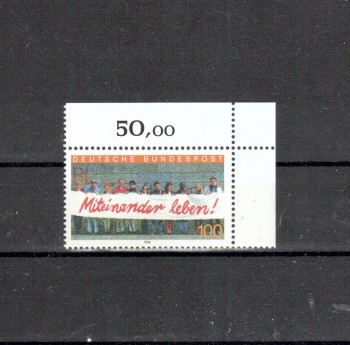 50,00
DEUTSCHE BUNDESPOST
Miteinander leben!
100